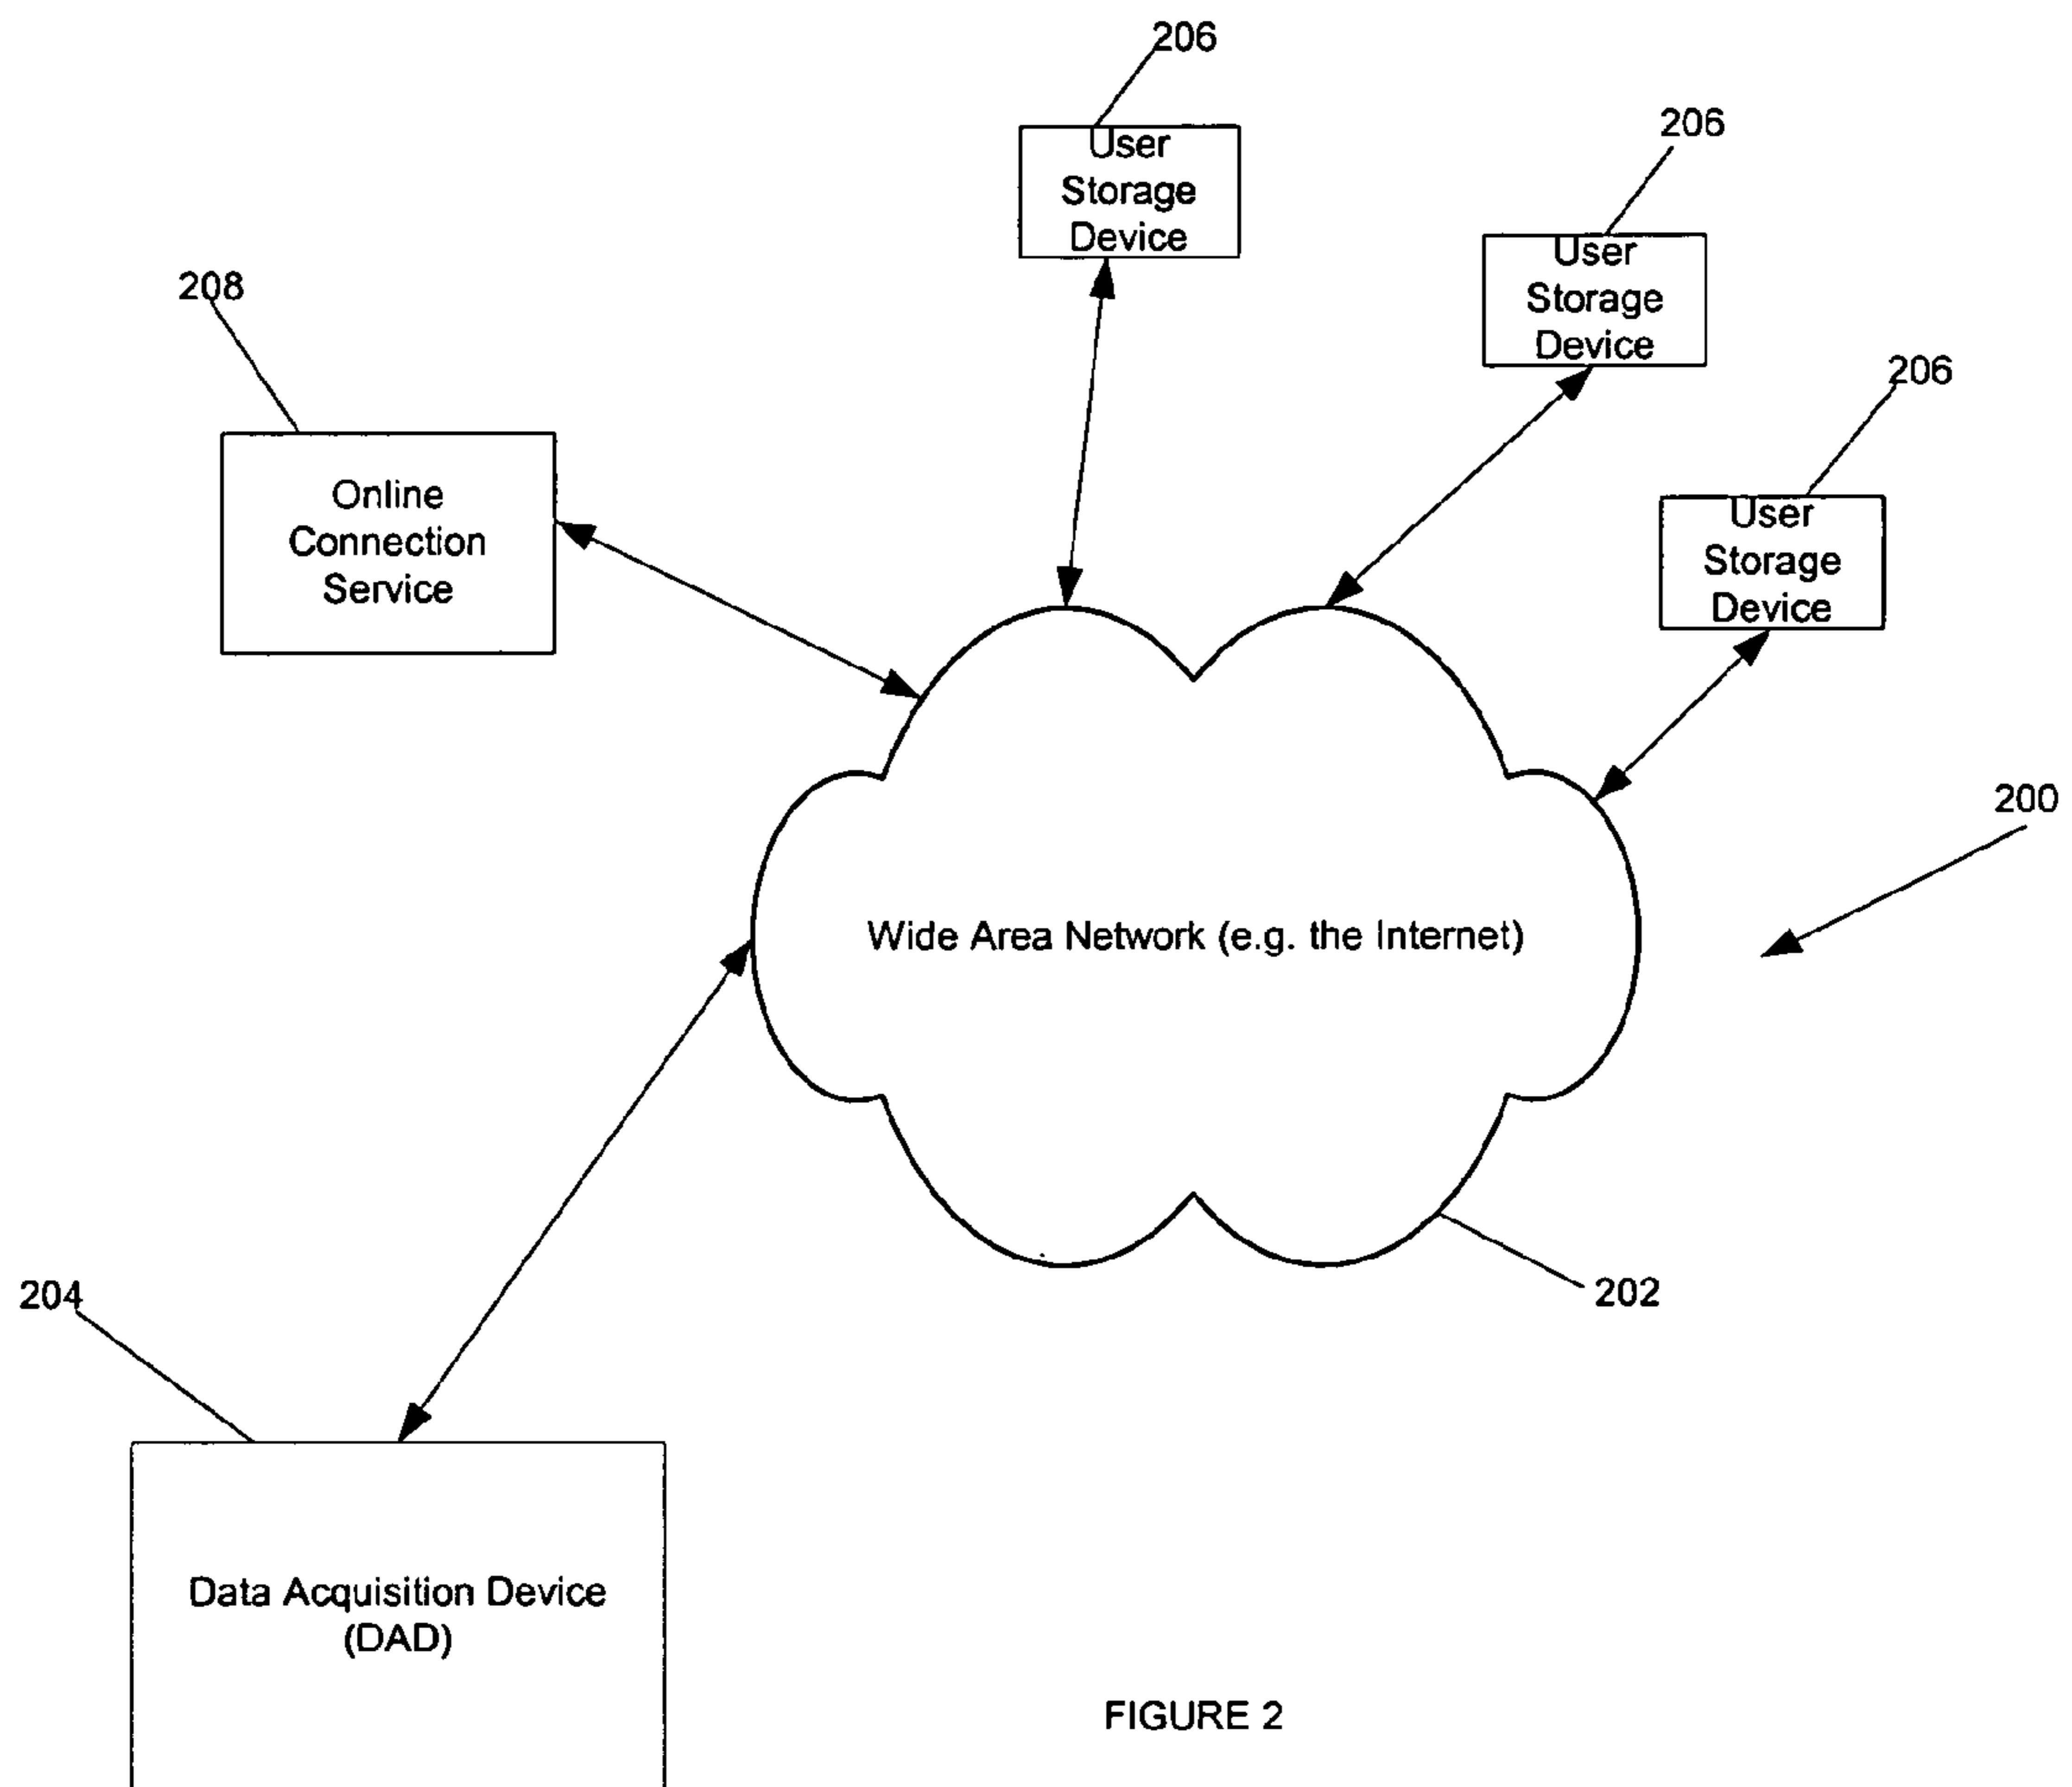 206
User
Storage
Device
206
User
Storage
Device
206
User
Storage
Device
208
Online
Connection
Service
200
Wide Area Network (e.g. the Internet)
202
204
Data Acquisition Device
(DAD)
FIGURE 2